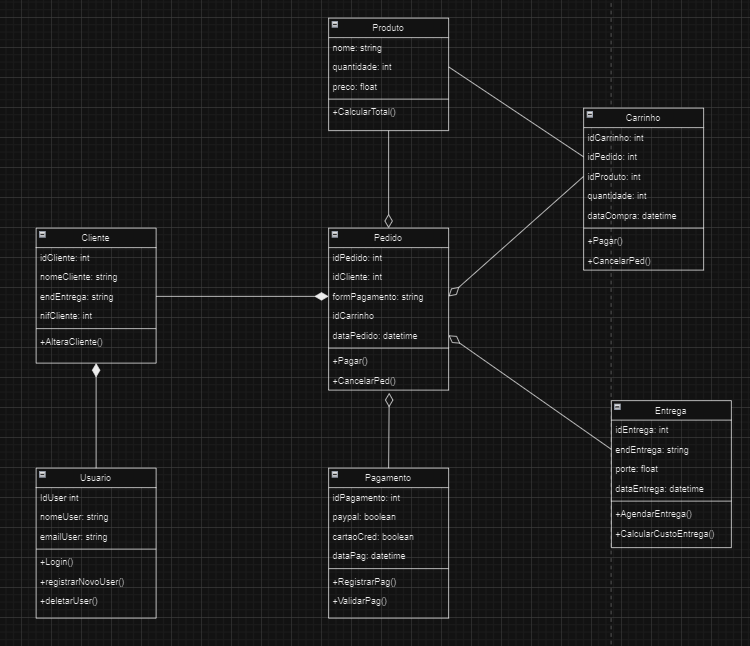 Produto
nome: string
quantidade: int
preco: float
+CalcularTotal()
Carrinho
idCarrinho: int
idPedido: int
idProduto: int
quantidade: int
dataCompra: datetime
+Pagar()
+CancelarPed()
Cliente
idCliente: int
nomeCliente: string
endEntrega: string
nifCliente: int
+AlteraCliente()
Pedido
idPedido: int
idCliente: int
formPagamento: string
idCarrinho
dataPedido: datetime
+Pagar()
+CancelarPed()
Entrega
idEntrega: int
endEntrega: string
porte: float
dataEntrega: datetime
+AgendarEntrega()
+CalcularCustoEntrega()
Usuario
IdUser int
nomeUser: string
emailUser: string
+Login()
+registrarNovoUser()
+deletarUser()
Pagamento
idPagamento: int
paypal: boolean
cartaoCred: boolean
dataPag: datetime
+RegistrarPag()
+ValidarPag()